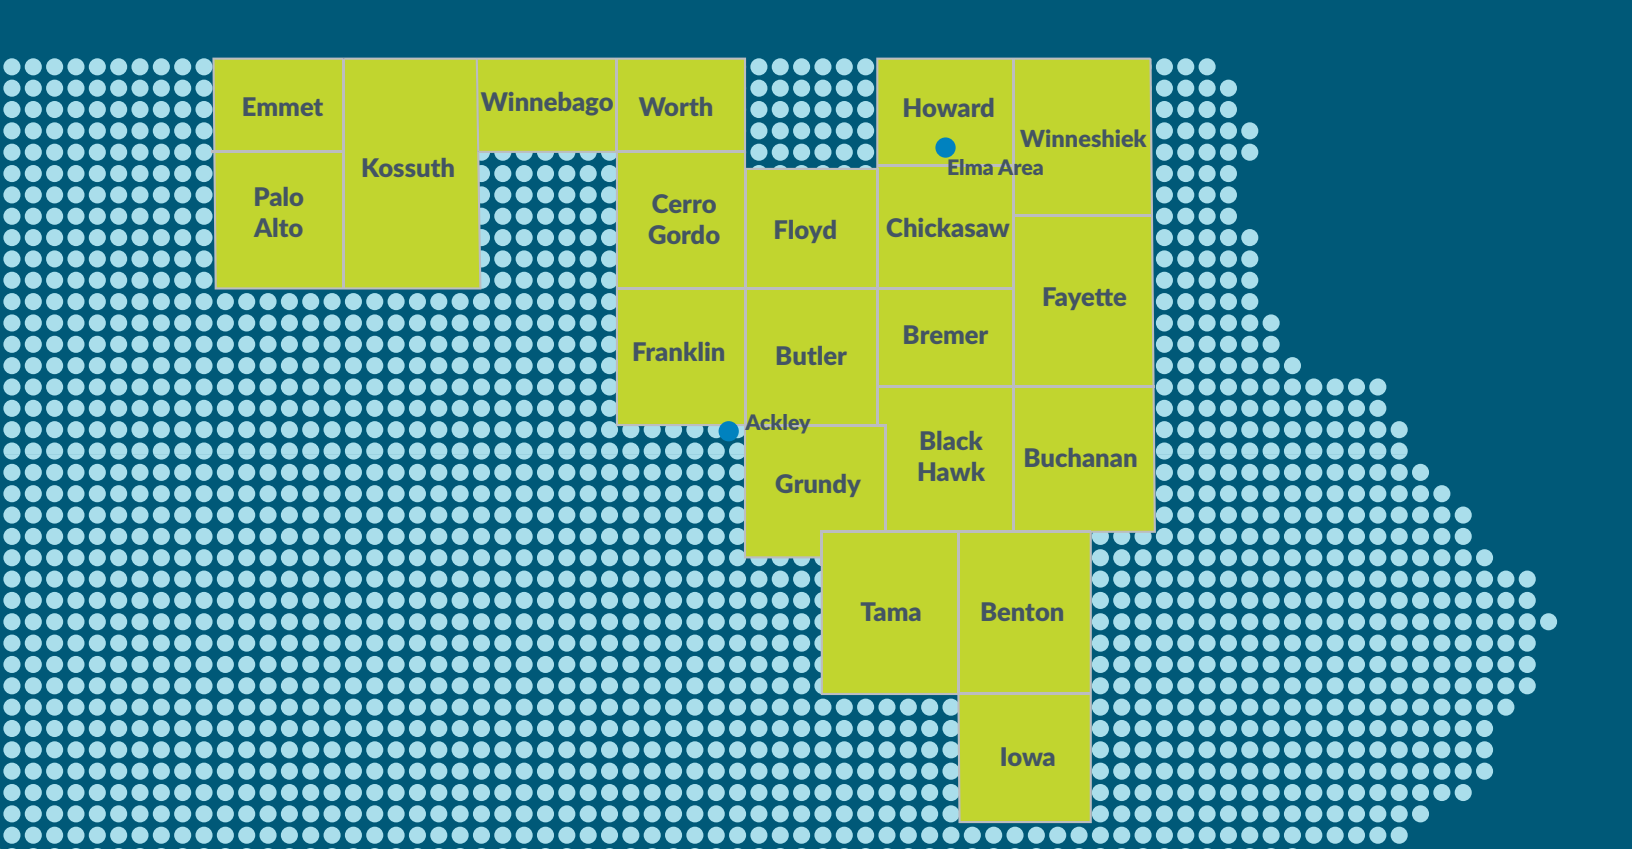 Emmet
Kossuth
Winnebago
Worth
Howard
Winneshiek
Elma Area
Palo
Alto
Cerro
Gordo
Floyd
Chickasaw
Fayette
Franklin
Butler
Bremer
Ackley
Grundy
Black
Hawk
Buchanan
Tama
Benton
Iowa